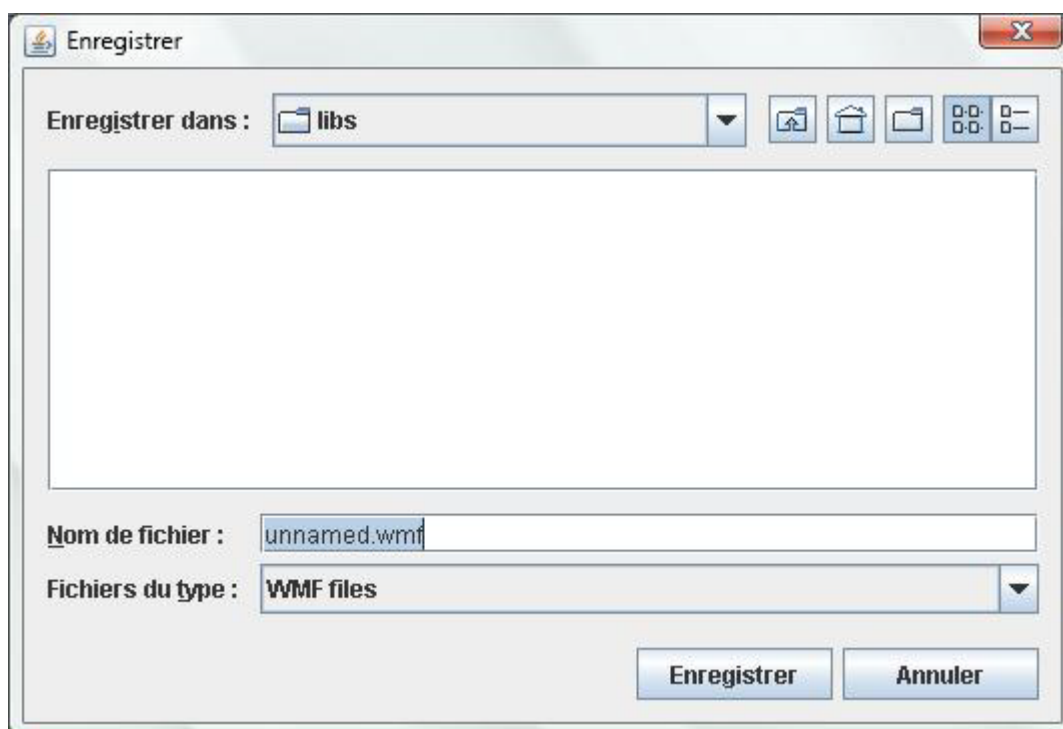 Enregistrer
Enregistrer dans : libs
Nom de fichier : unnamed.wmf
Fichiers du type : WMF files
Enregistrer Annuler